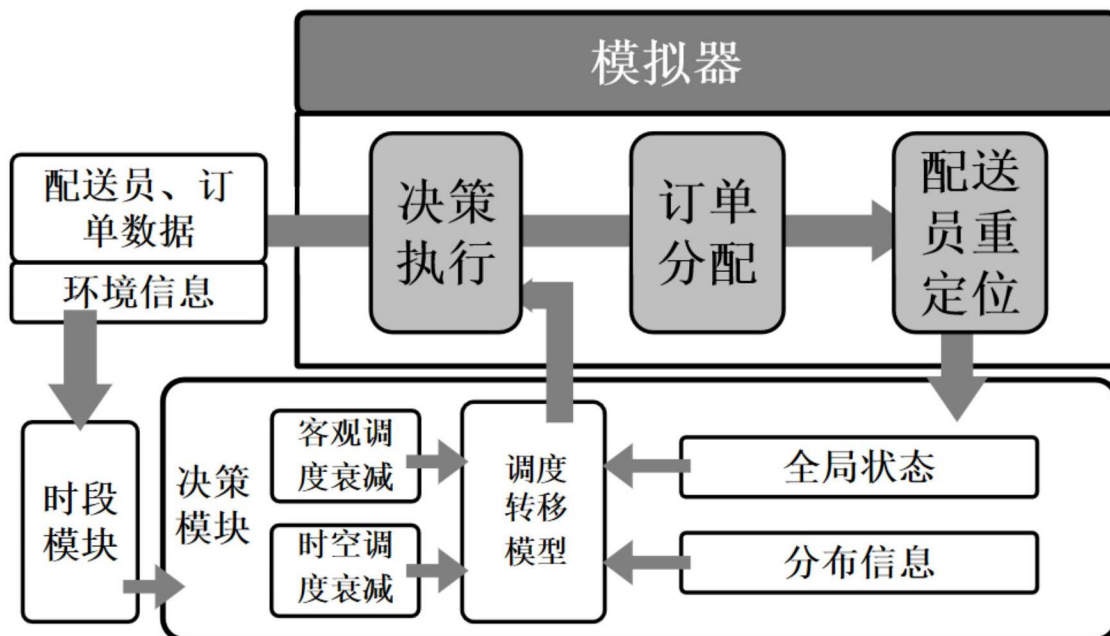 模拟器
配送员、订
单数据
环境信息
决策
执行
订单
分配
配送
员重
定位
时段
模块
决策
模块
客观调
度衰减
时空调
度衰减
调度
转移
模型
全局状态
分布信息